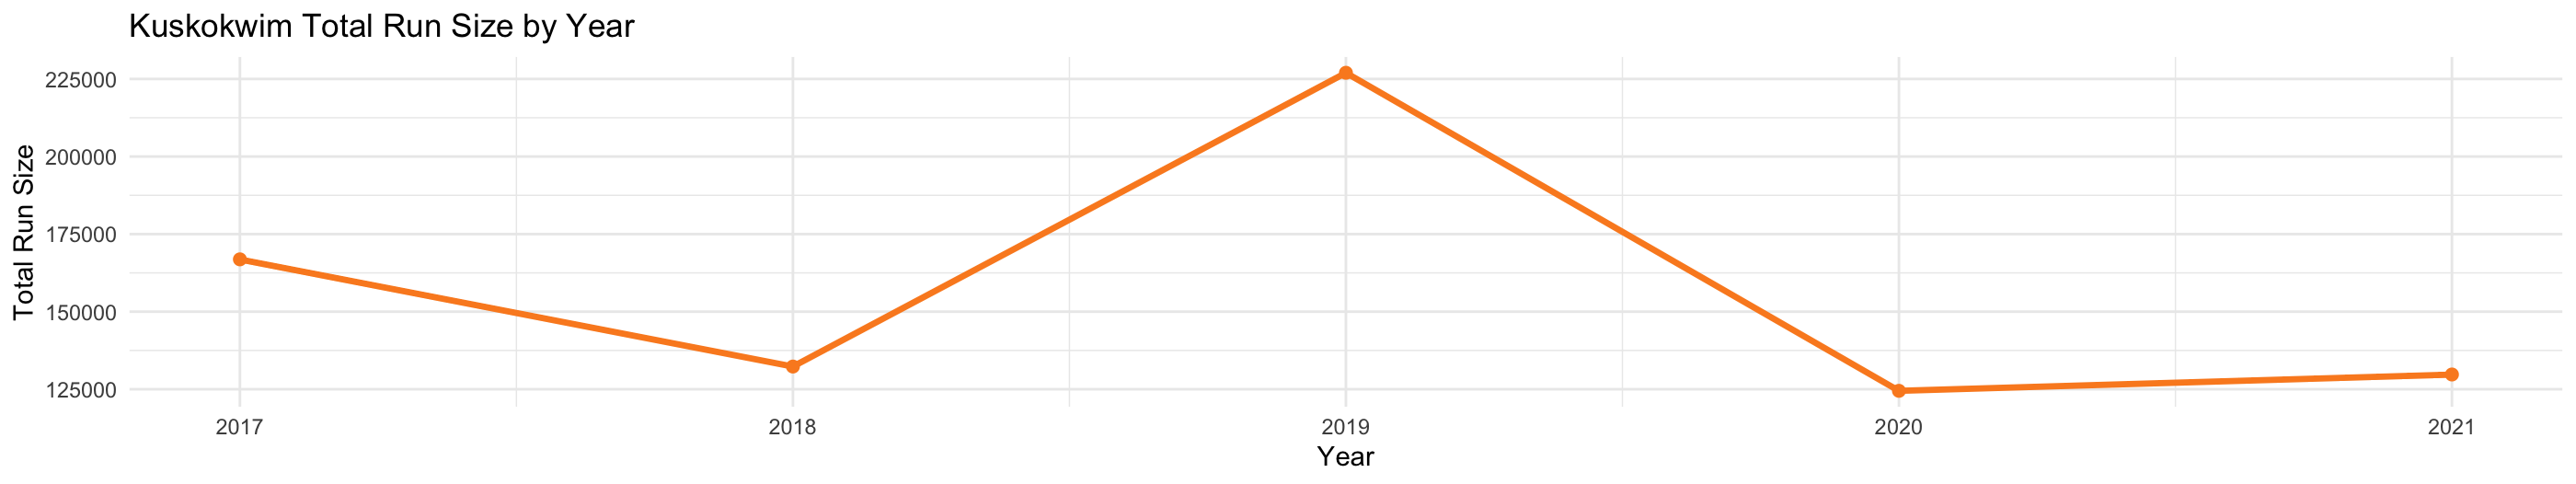 Kuskokwim Total Run Size by Year
Total Run Size
225000
200000
175000
150000
125000
2017 2018 2019 2020 2021
Year